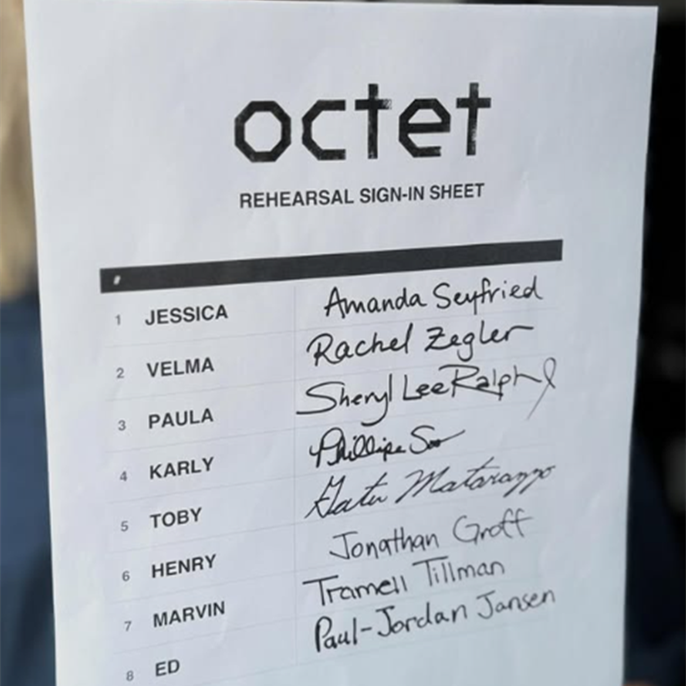 octet
REHEARSAL SIGN-IN SHEET
#
1 JESSICA Amanda Seyfried
2 VELMA Rachel Zegler
3 PAULA Sheryl Lee Ralph
4 KARLY Phillipa Soo
5 TOBY Gaten Matarazzo
6 HENRY Jonathan Groff
7 MARVIN Tramell Tillman
8 ED Paul-Jordan Jansen